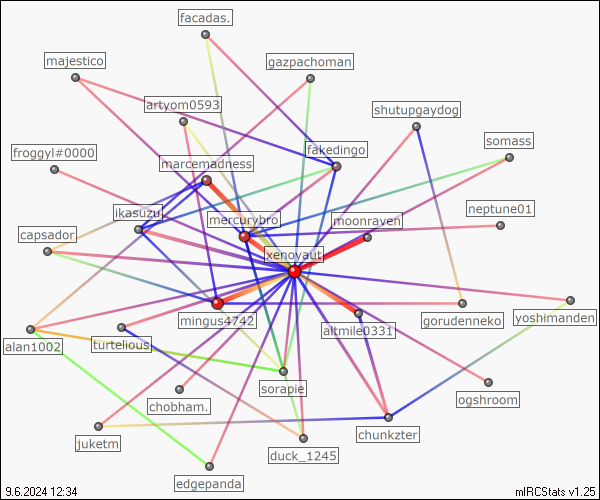 facadas.
majestico
gazpachoman
artyom0593
shutupgaydog
froggyl#0000
fakedingo
somass
marcemadness
ikasuzu
mercurybro
moonraven
neptune01
capsador
xenoyaut
mingus4742
altmile0331
gorudenneko
yoshimanden
alan1002
turtelious
sorapie
ogshroom
chobham.
juketm
chunkzter
duck_1245
edgepanda
9.6.2024 12:34
mIRCStats v1.25